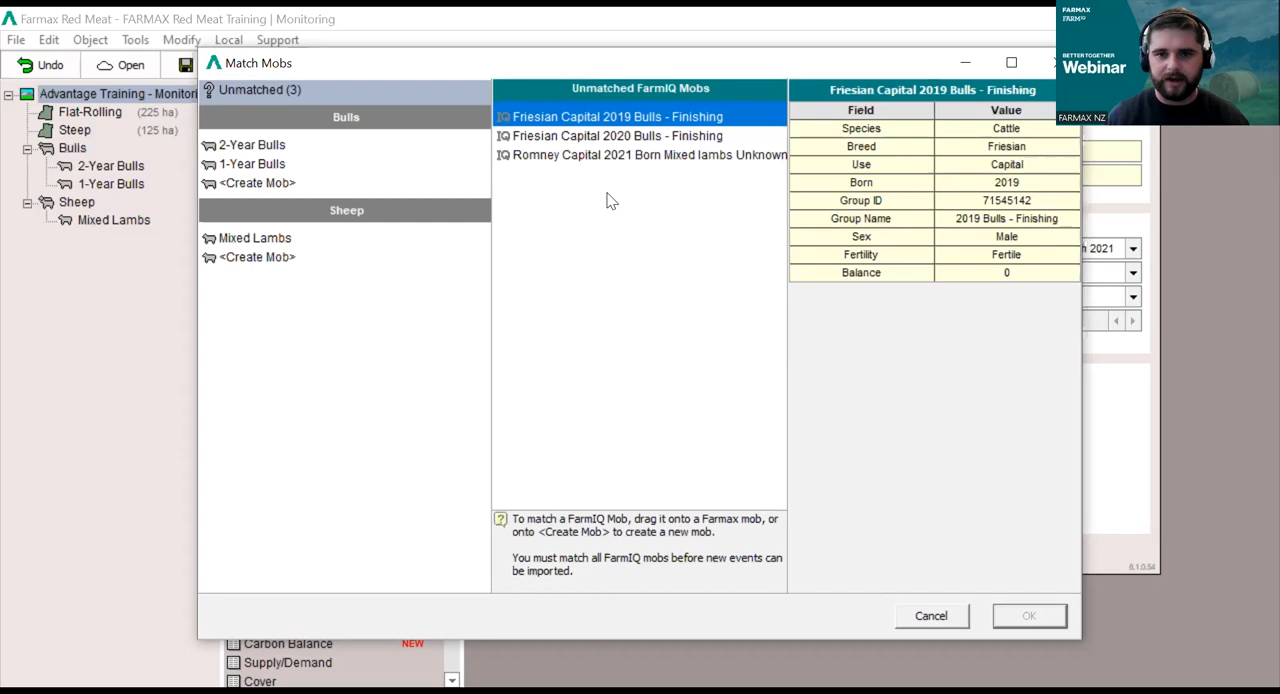 Farmax Red Meat - FARMAX Red Meat Training | Monitoring
File Edit Object Tools Modify Local Support
Undo Open
Advantage Training - Monitori
Flat-Rolling (225 ha)
Steep (125 ha)
Bulls
2-Year Bulls
1-Year Bulls
Sheep
Mixed Lambs
Match Mobs
Unmatched (3)
Bulls
2-Year Bulls
1-Year Bulls
<Create Mob>
Sheep
Mixed Lambs
<Create Mob>
Unmatched FarmIQ Mobs
IQ Friesian Capital 2019 Bulls - Finishing
IQ Friesian Capital 2020 Bulls - Finishing
IQ Romney Capital 2021 Born Mixed lambs Unknown
? To match a FarmIQ Mob, drag it onto a Farmax mob, or
onto <Create Mob> to create a new mob.
You must match all FarmIQ mobs before new events can
be imported.
Friesian Capital 2019 Bulls - Finishing
Field Value
Species Cattle
Breed Friesian
Use Capital
Born 2019
Group ID 71545142
Group Name 2019 Bulls - Finishing
Sex Male
Fertility Fertile
Balance 0
Cancel OK
h 2021
6.1.0.54
Carbon Balance NEW
Supply/Demand
Cover
FARMAX
FARMIQ
BETTER TOGETHER
Webinar
FARMAX NZ